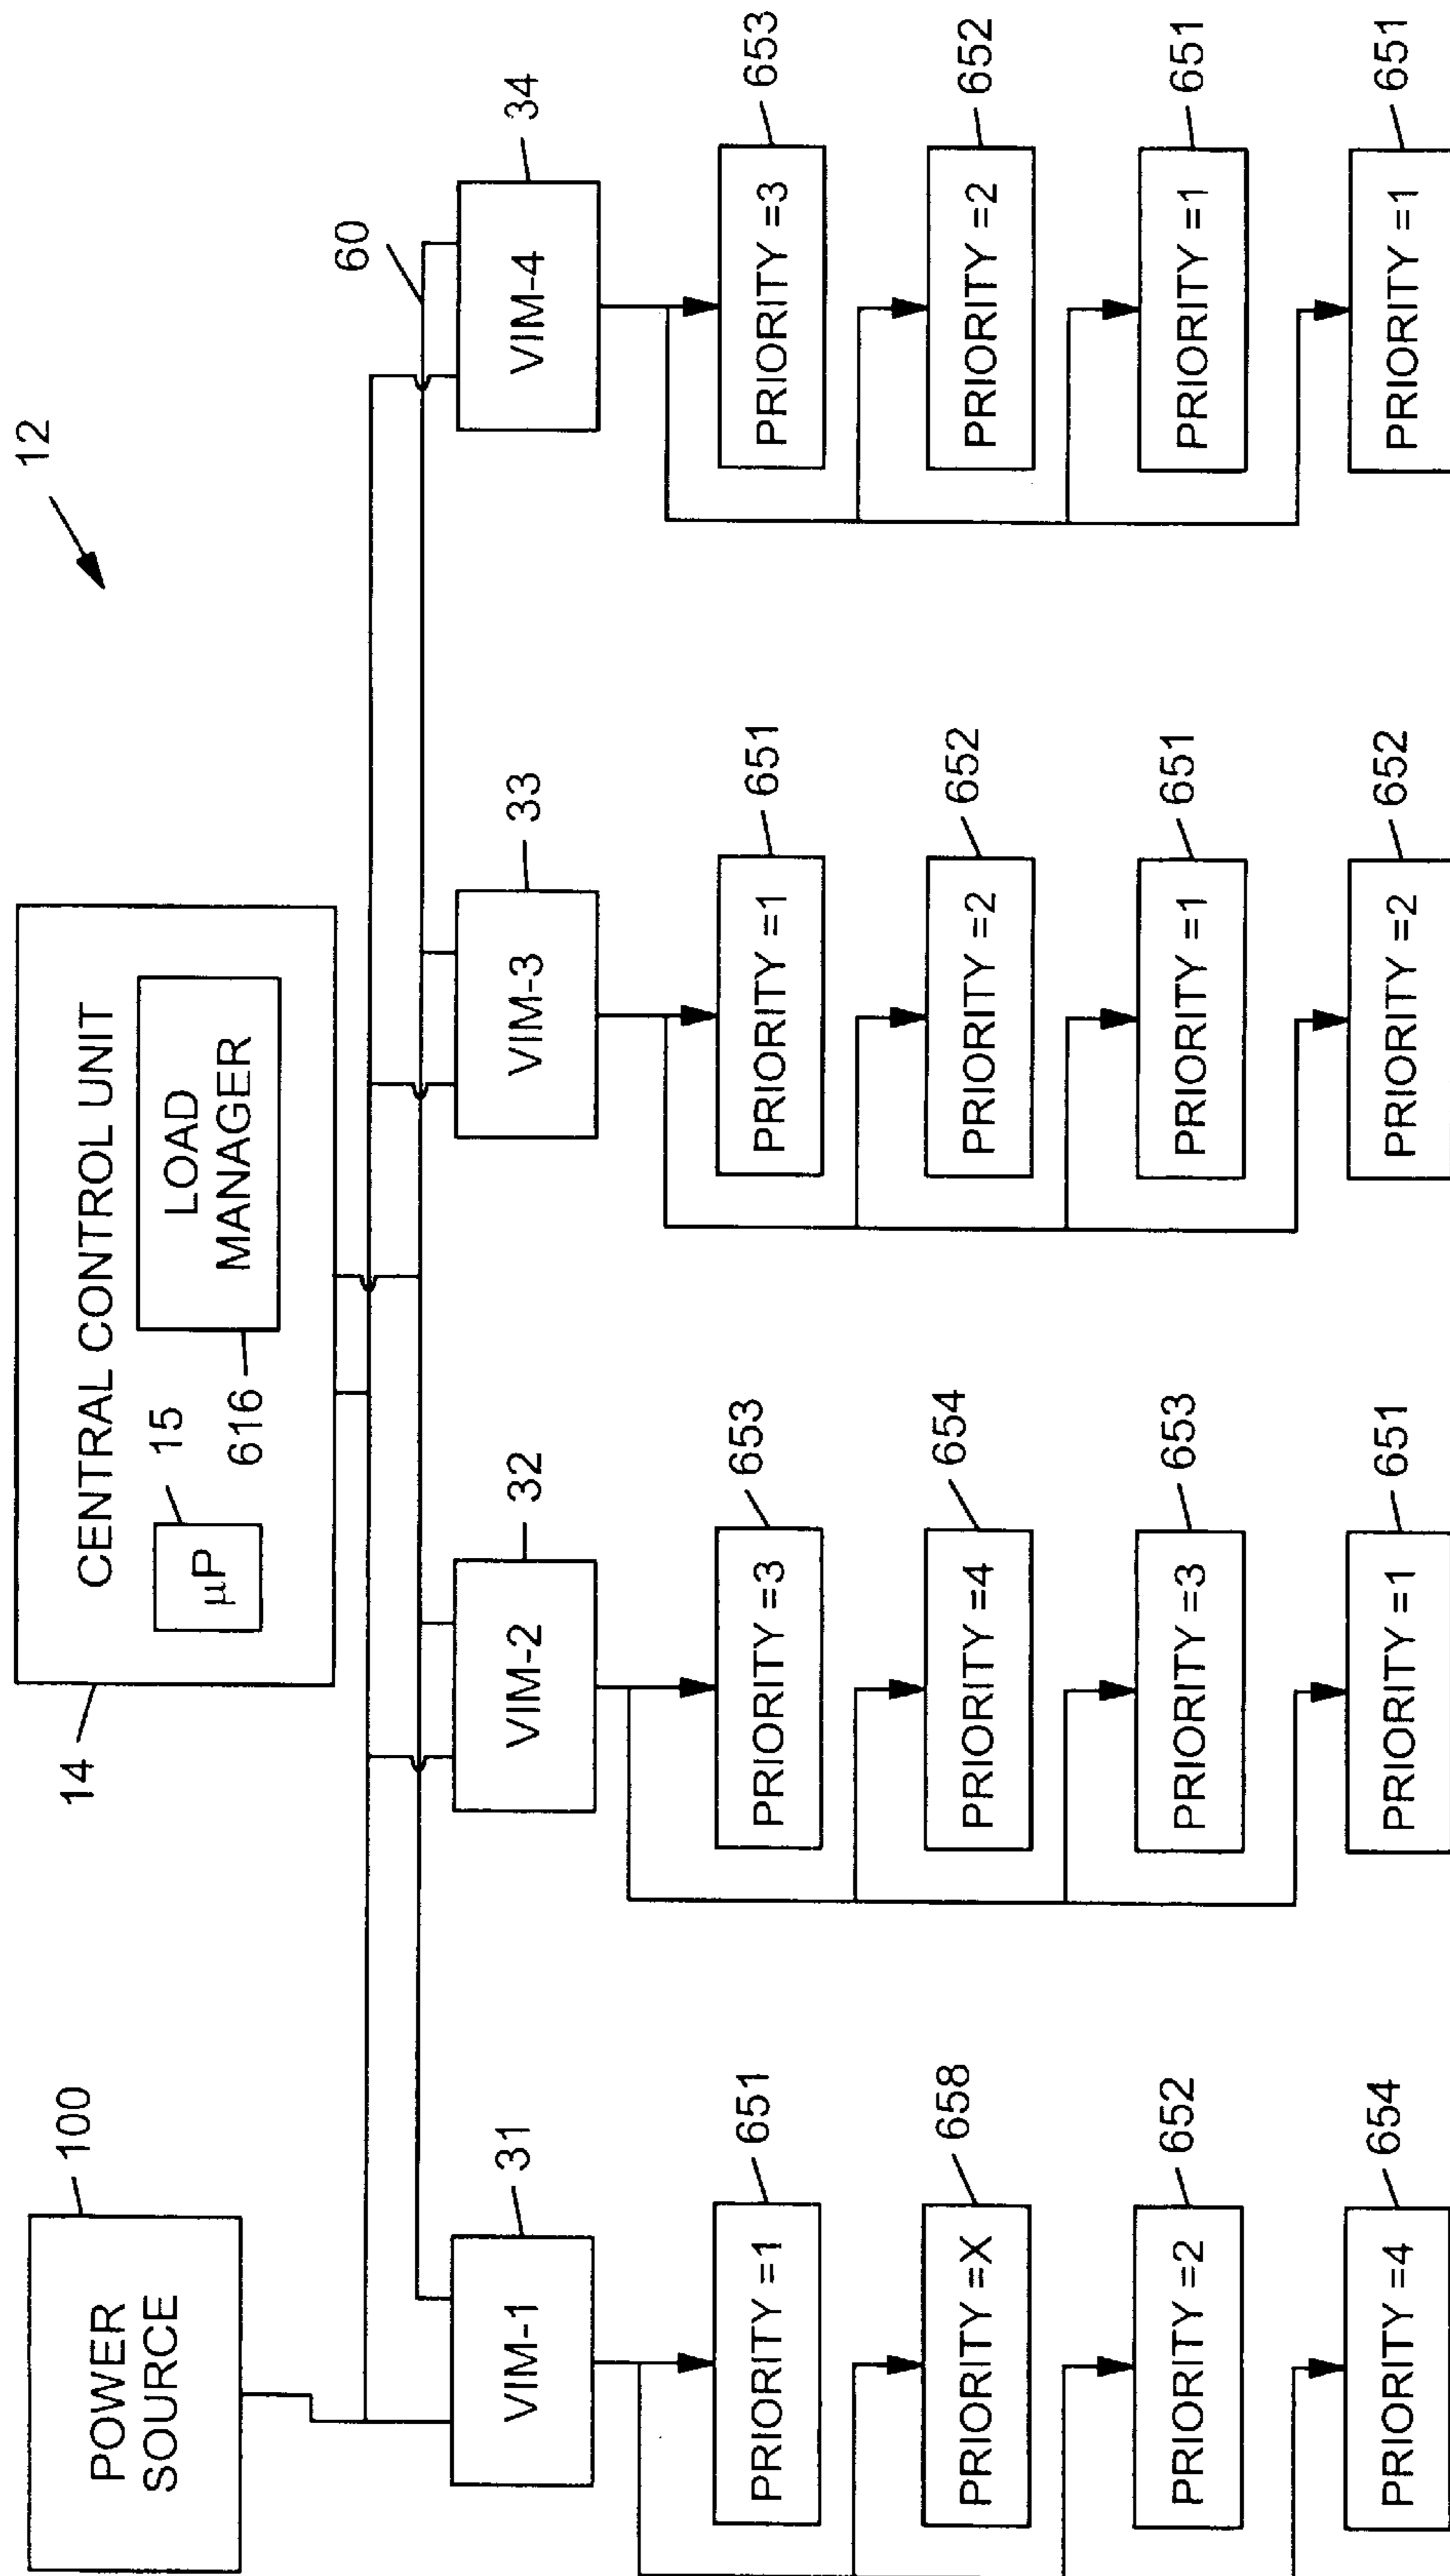 12
POWER
SOURCE
100
CENTRAL CONTROL UNIT
14
μP
15
LOAD
MANAGER
616
60
VIM-1
31
VIM-2
32
VIM-3
33
VIM-4
34
PRIORITY =1
651
PRIORITY =X
658
PRIORITY =2
652
PRIORITY =4
654
PRIORITY =3
653
PRIORITY =4
654
PRIORITY =3
653
PRIORITY =1
651
PRIORITY =1
651
PRIORITY =2
652
PRIORITY =1
651
PRIORITY =2
652
PRIORITY =3
653
PRIORITY =2
652
PRIORITY =1
651
PRIORITY =1
651